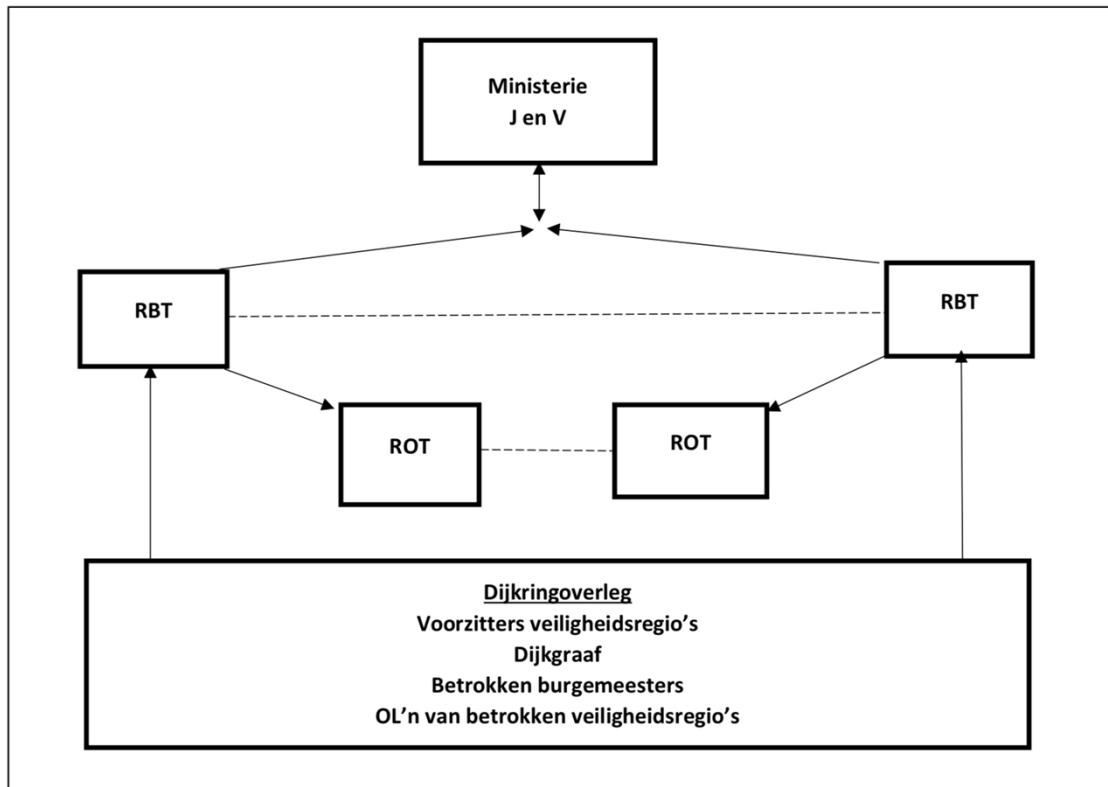 Ministerie
J en V
RBT
RBT
ROT
ROT
Dijkringoverleg
Voorzitters veiligheidsregio's
Dijkgraaf
Betrokken burgemeesters
OL'n van betrokken veiligheidsregio's